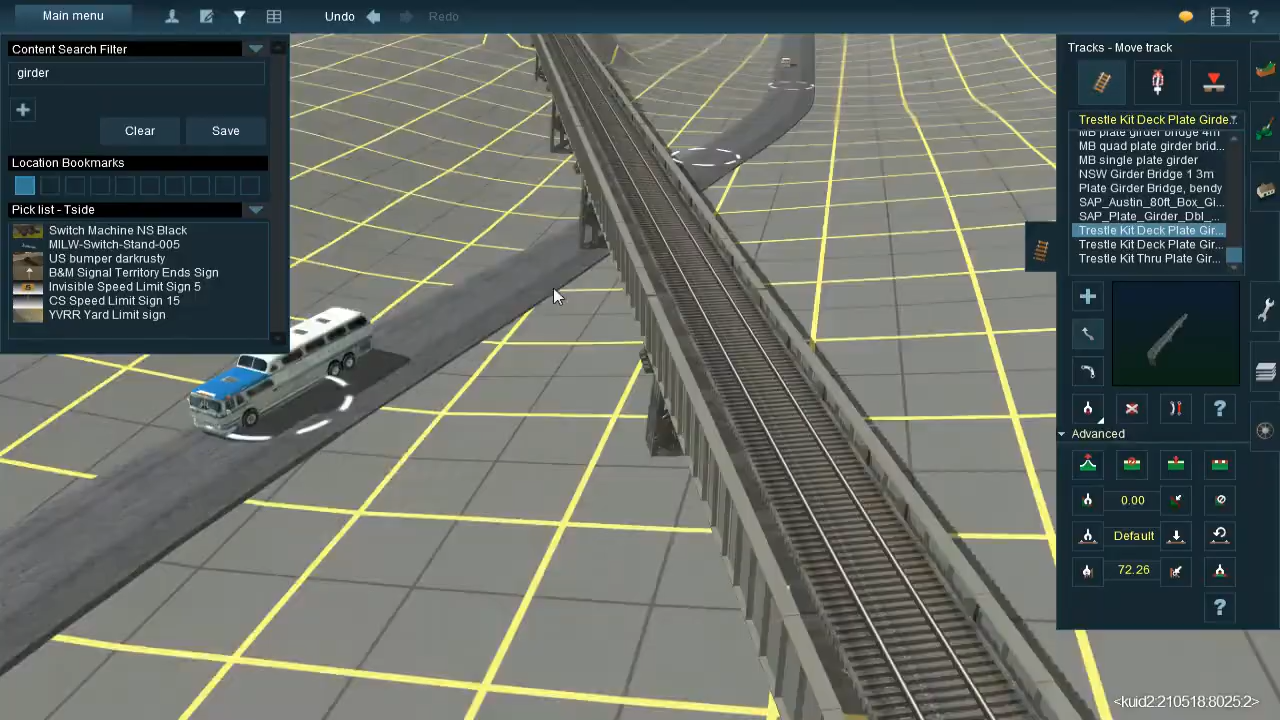 Main menu
Undo
Redo
?
Content Search Filter
girder
Clear
Save
Location Bookmarks
Pick list - Tside
Switch Machine NS Black
MILW-Switch-Stand-005
US bumper darkrusty
B&M Signal Territory Ends Sign
Invisible Speed Limit Sign 5
CS Speed Limit Sign 15
YVRR Yard Limit sign
Tracks - Move track
Trestle Kit Deck Plate Girde...
MB plate girder bridge 4m
MB quad plate girder brid...
MB single plate girder
NSW Girder Bridge 1 3m
Plate Girder Bridge, bendy
SAP_Austin_80ft_Box_Gi...
SAP_Plate_Girder_Dbl_...
Trestle Kit Deck Plate Gir...
Trestle Kit Deck Plate Gir...
Trestle Kit Thru Plate Gir...
?
Advanced
0.00
Default
72.26
?
<kuid2:210518:8025:2>